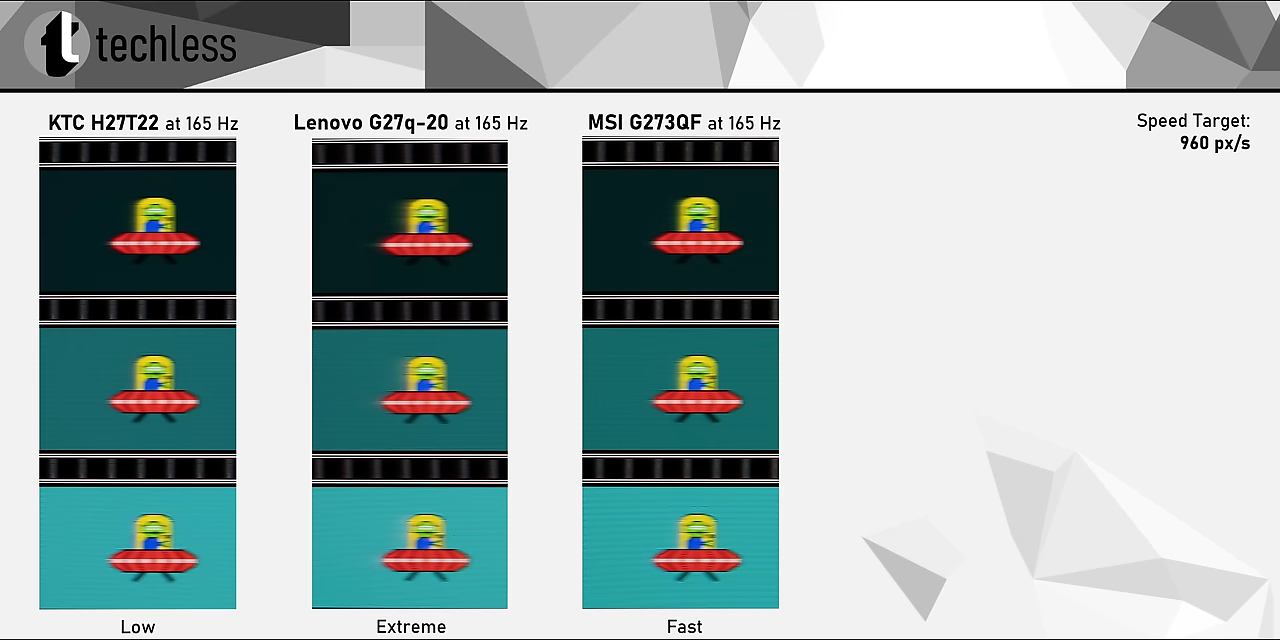 techless
KTC H27T22 at 165 Hz
Lenovo G27q-20 at 165 Hz
MSI G273QF at 165 Hz
Speed Target:
960 px/s
Low
Extreme
Fast